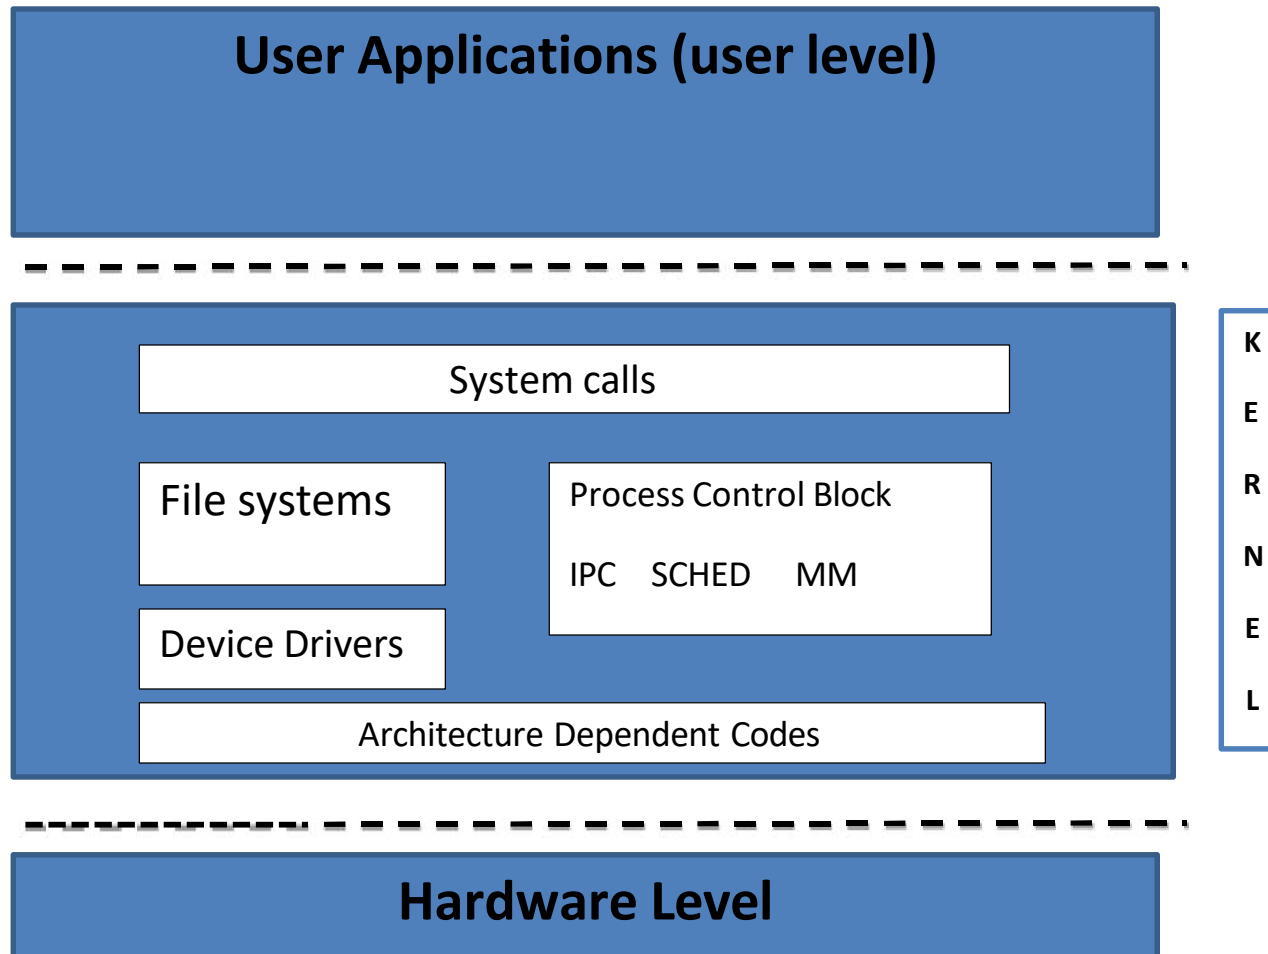 User Applications (user level)
System calls
File systems
Process Control Block
IPC SCHED MM
Device Drivers
Architecture Dependent Codes
K
E
R
N
E
L
Hardware Level